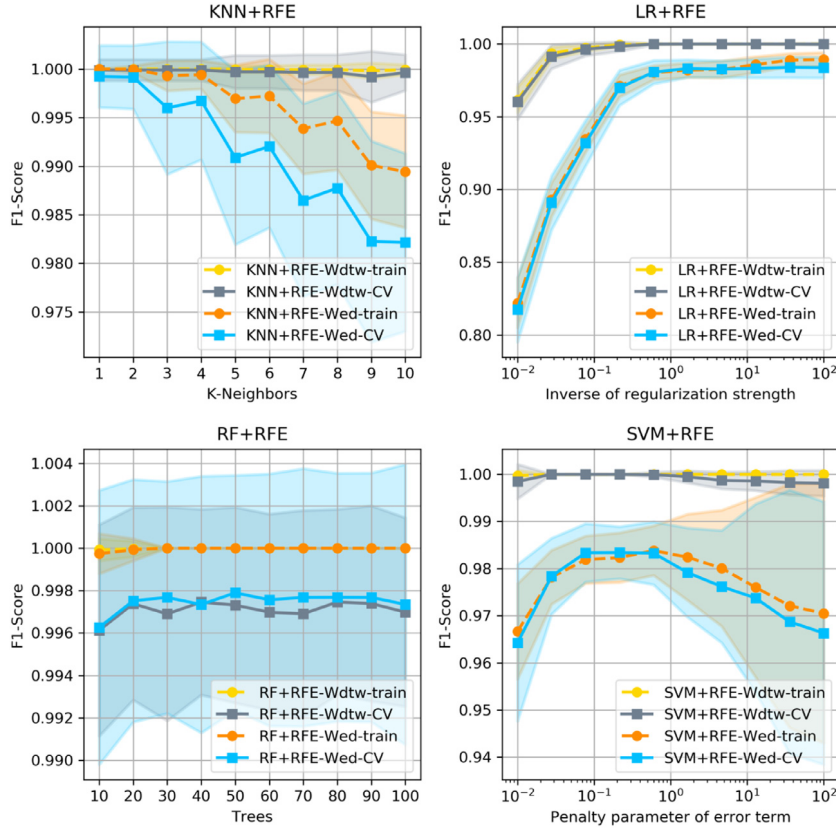 KNN+RFE
F1-Score
1.000
0.995
0.990
0.985
0.980
0.975
KNN+RFE-Wdtw-train
KNN+RFE-Wdtw-CV
KNN+RFE-Wed-train
KNN+RFE-Wed-CV
1 2 3 4 5 6 7 8 9 10
K-Neighbors
LR+RFE
F1-Score
1.00
0.95
0.90
0.85
0.80
LR+RFE-Wdtw-train
LR+RFE-Wdtw-CV
LR+RFE-Wed-train
LR+RFE-Wed-CV
10⁻² 10⁻¹ 10⁰ 10¹ 10²
Inverse of regularization strength
RF+RFE
F1-Score
1.004
1.002
1.000
0.998
0.996
0.994
0.992
0.990
RF+RFE-Wdtw-train
RF+RFE-Wdtw-CV
RF+RFE-Wed-train
RF+RFE-Wed-CV
10 20 30 40 50 60 70 80 90 100
Trees
SVM+RFE
F1-Score
1.00
0.99
0.98
0.97
0.96
0.95
0.94
SVM+RFE-Wdtw-train
SVM+RFE-Wdtw-CV
SVM+RFE-Wed-train
SVM+RFE-Wed-CV
10⁻² 10⁻¹ 10⁰ 10¹ 10²
Penalty parameter of error term